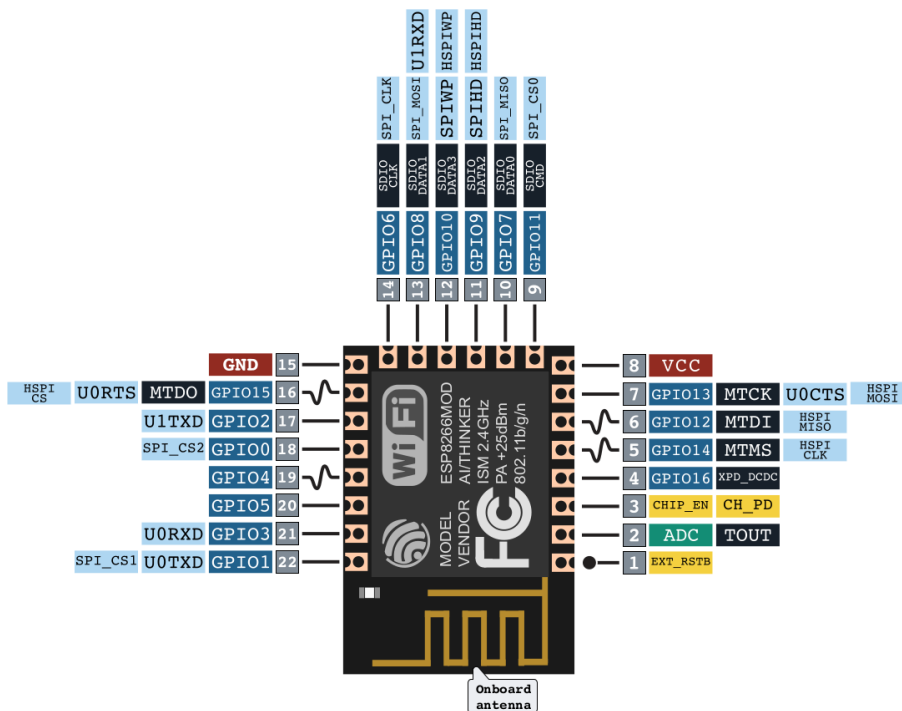 SPI_CLK
SDIO
CLK
GPIO6
14
U1RXD
SPI_MOSI
SDIO
DATA1
GPIO8
13
HSPIWP
SPIWP
SDIO
DATA3
GPIO10
12
HSPIHD
SPIHD
SDIO
DATA2
GPIO9
11
SPI_MISO
SDIO
DATA0
GPIO7
10
SPI_CS0
SDIO
CMD
GPIO11
9
GND 15
HSPI
CS
U0RTS MTDO GPIO15 16
U1TXD GPIO2 17
SPI_CS2 GPIO0 18
GPIO4 19
GPIO5 20
U0RXD GPIO3 21
SPI_CS1 U0TXD GPIO1 22
WiFi
ESP8266MOD
AI/THINKER
ISM 2.4GHz
PA +25dBm
802.11b/g/n
MODEL
VENDOR
FC
8 VCC
7 GPIO13 MTCK U0CTS HSPI
MOSI
6 GPIO12 MTDI HSPI
MISO
5 GPIO14 MTMS HSPI
CLK
4 GPIO16 XPD_DCDC
3 CHIP_EN CH_PD
2 ADC TOUT
1 EXT_RSTB
Onboard
antenna